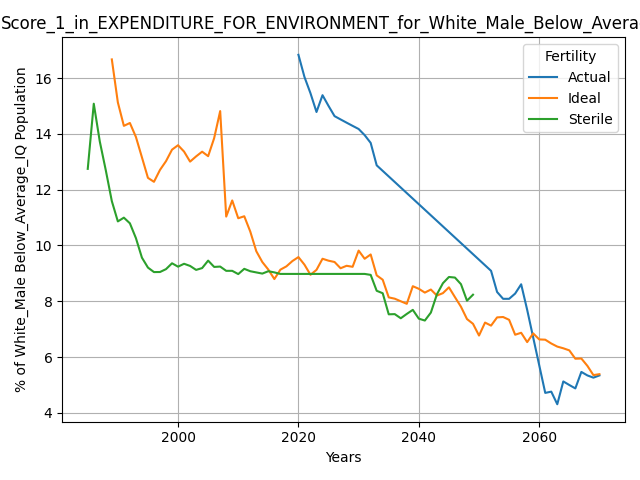 Score_1_in_EXPENDITURE_FOR_ENVIRONMENT_for_White_Male_Below_Avera
% of White_Male Below_Average_IQ Population
16
14
12
10
8
6
4
Fertility
Actual
Ideal
Sterile
2000 2020 2040 2060
Years